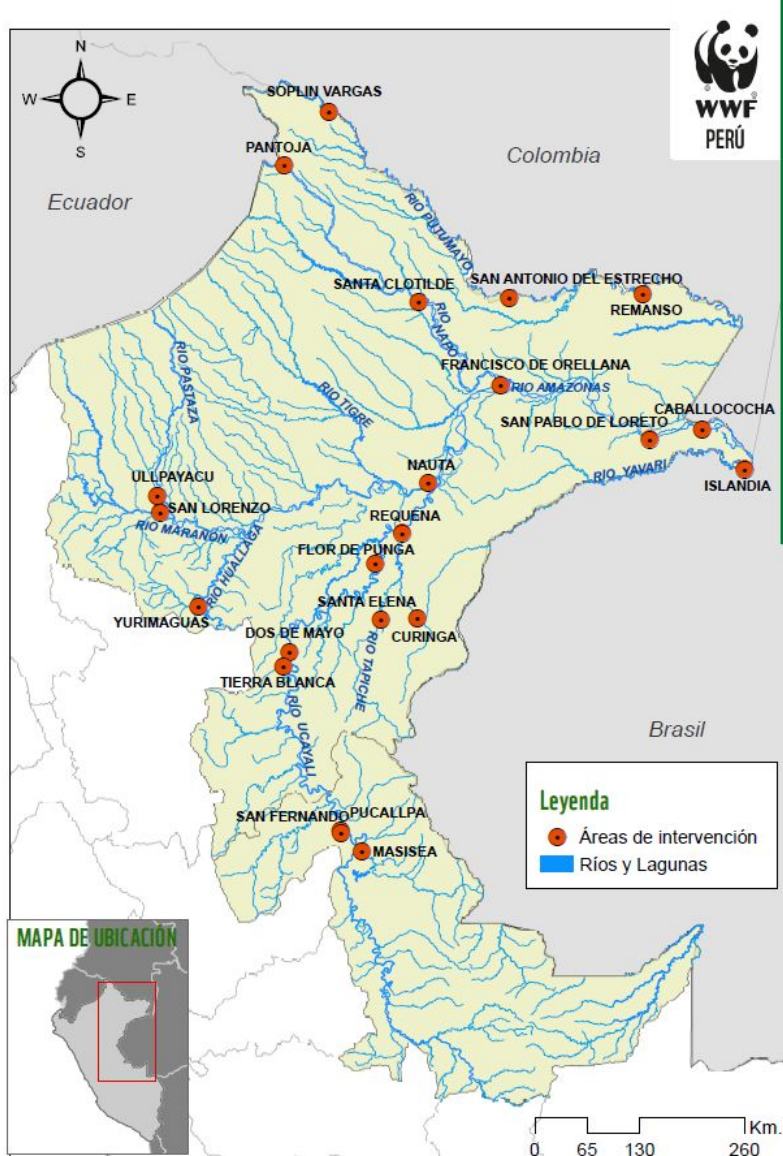 WWF
PERÚ
N
W
E
S
SOPLIN VARGAS
PANTOJA
Colombia
Ecuador
RIO PUTUMAYO
SANTA CLOTILDE
SAN ANTONIO DEL ESTRECHO
REMANSO
RIO NAPO
RIO PASTAZA
RIO TIGRE
FRANCISCO DE ORELLANA
RIO AMAZONAS
SAN PABLO DE LORETO
CABALLOCOCHA
NAUTA
RIO YAVARI
ISLANDIA
ULLPAYACU
SAN LORENZO
RIO MARAÑON
RIO HUALLAGA
REQUENA
FLOR DE PUNGA
YURIMAGUAS
SANTA ELENA
CURINGA
DOS DE MAYO
TIERRA BLANCA
RIO TAPICHE
RÍO UCAYALI
Brasil
SAN FERNANDO
PUCALLPA
MASISEA
Leyenda
Áreas de intervención
Ríos y Lagunas
MAPA DE UBICACIÓN
Km.
0 65 130 260